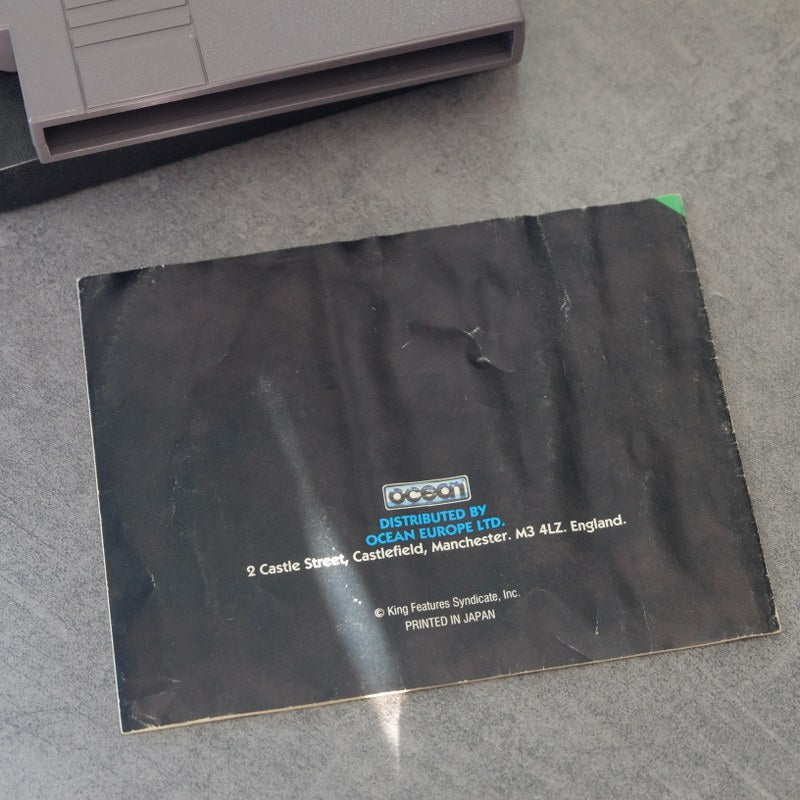 ocean
DISTRIBUTED BY
OCEAN EUROPE LTD.
2 Castle Street, Castlefield, Manchester. M3 4LZ. England.
© King Features Syndicate, Inc.
PRINTED IN JAPAN